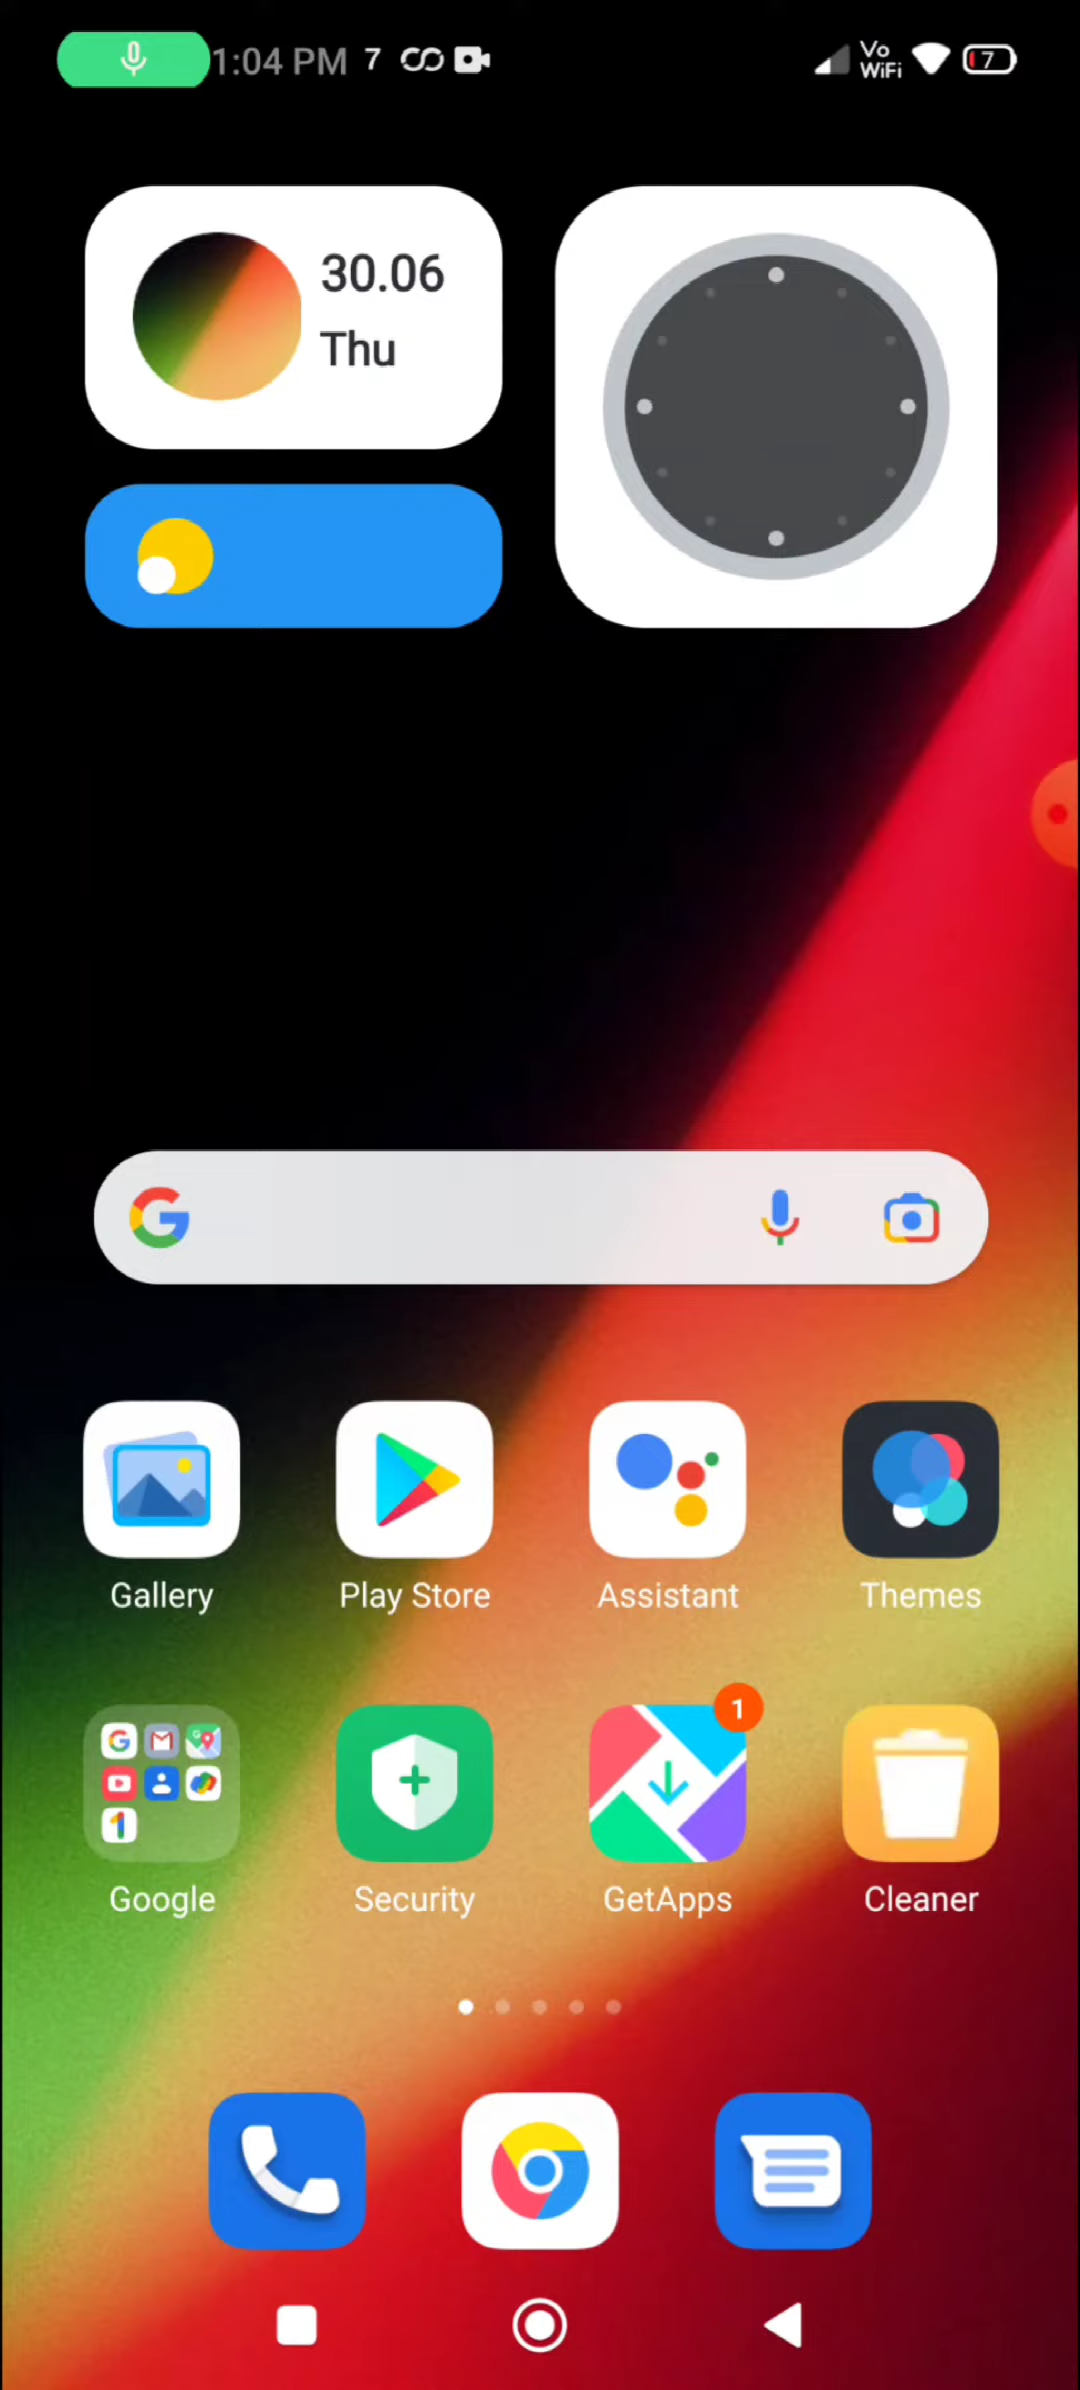 1:04 PM 7
Vo
WiFi
7
30.06
Thu
Gallery
Play Store
Assistant
Themes
1
Google
Security
GetApps
Cleaner